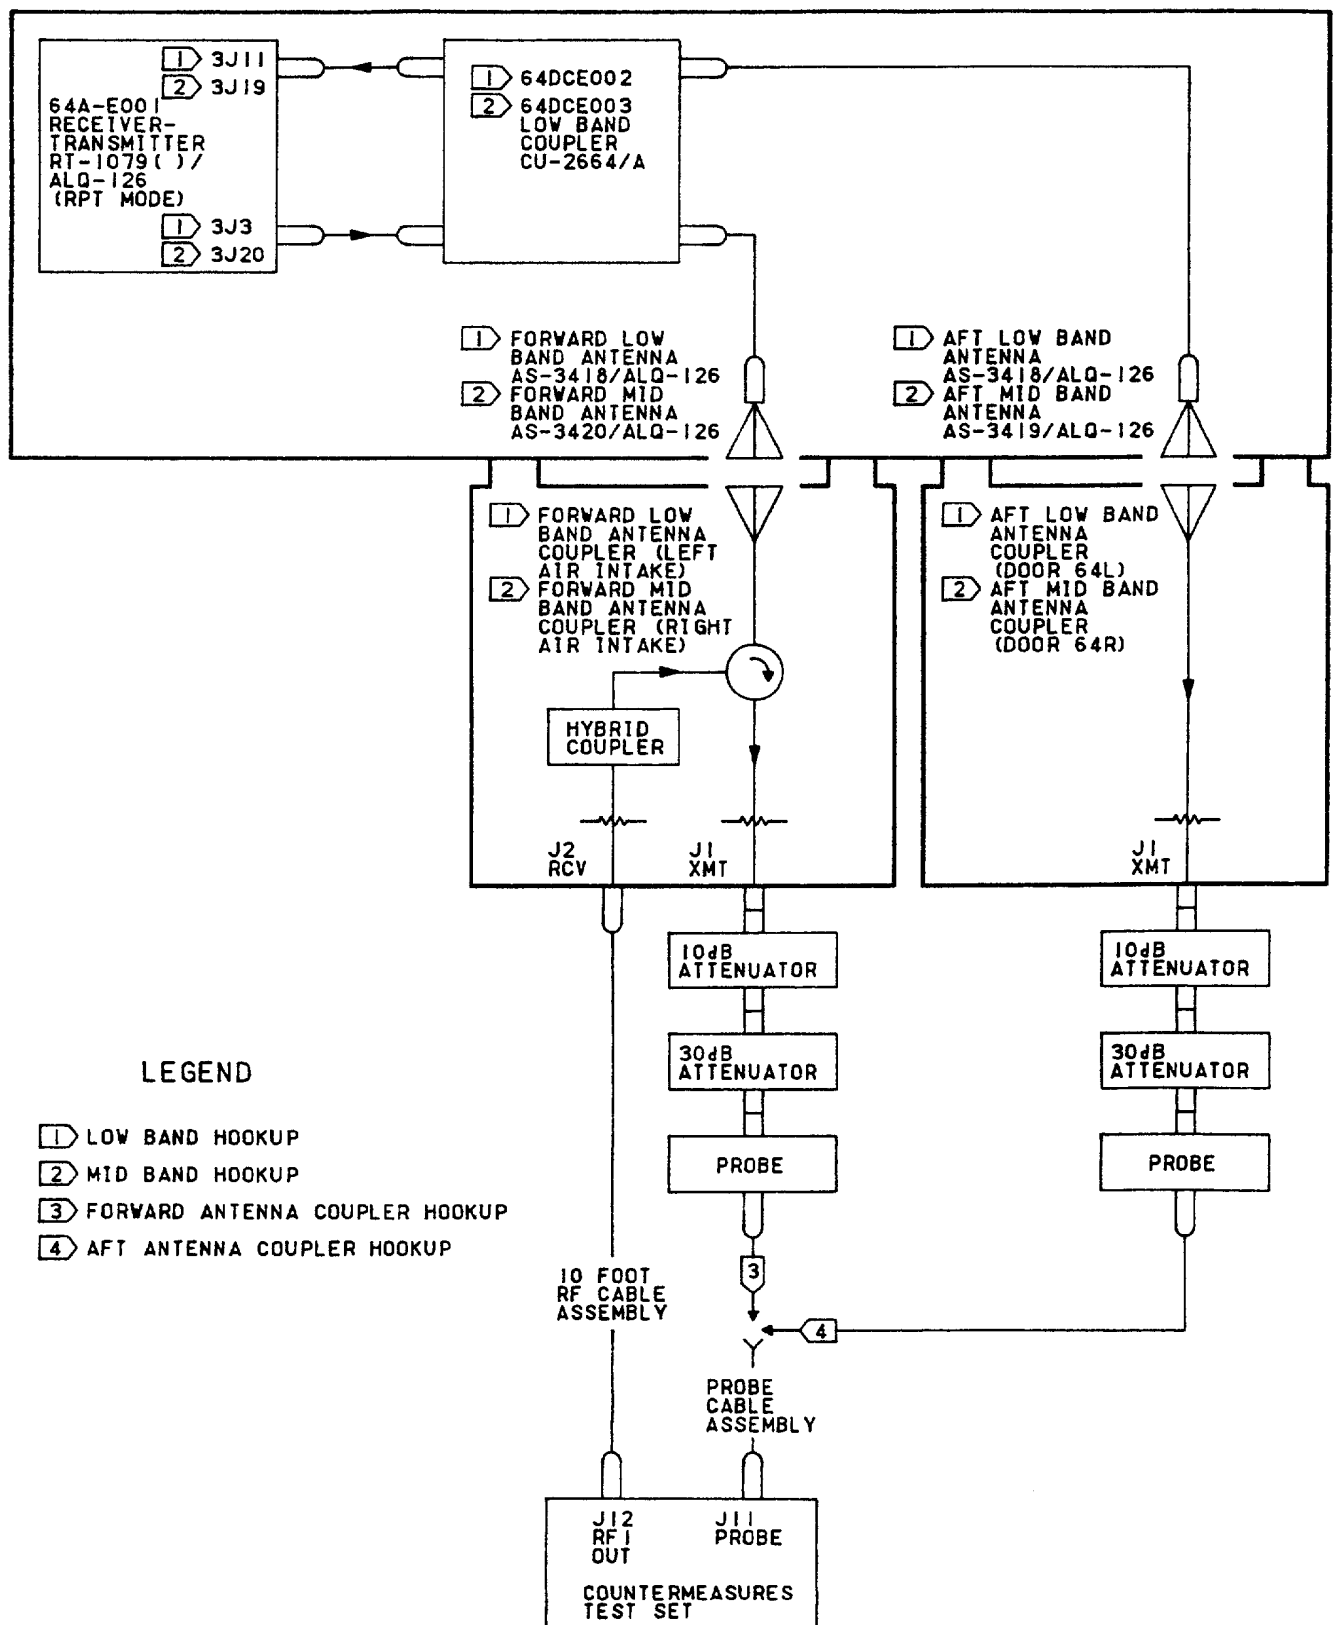 1 3J11
2 3J19
64A-E001
RECEIVER-
TRANSMITTER
RT-1079( )/
ALQ-126
(RPT MODE)
1 3J3
2 3J20
1 64DCE002
2 64DCE003
LOW BAND
COUPLER
CU-2664/A
1 FORWARD LOW
BAND ANTENNA
AS-3418/ALQ-126
2 FORWARD MID
BAND ANTENNA
AS-3420/ALQ-126
1 AFT LOW BAND
ANTENNA
AS-3418/ALQ-126
2 AFT MID BAND
ANTENNA
AS-3419/ALQ-126
1 FORWARD LOW
BAND ANTENNA
COUPLER (LEFT
AIR INTAKE)
2 FORWARD MID
BAND ANTENNA
COUPLER (RIGHT
AIR INTAKE)
1 AFT LOW BAND
ANTENNA
COUPLER
(DOOR 64L)
2 AFT MID BAND
ANTENNA
COUPLER
(DOOR 64R)
HYBRID
COUPLER
J2
RCV
J1
XMT
J1
XMT
10dB
ATTENUATOR
10dB
ATTENUATOR
30dB
ATTENUATOR
30dB
ATTENUATOR
PROBE
PROBE
LEGEND
1 LOW BAND HOOKUP
2 MID BAND HOOKUP
3 FORWARD ANTENNA COUPLER HOOKUP
4 AFT ANTENNA COUPLER HOOKUP
3
10 FOOT
RF CABLE
ASSEMBLY
4
PROBE
CABLE
ASSEMBLY
J12
RF1
OUT
J11
PROBE
COUNTERMEASURES
TEST SET